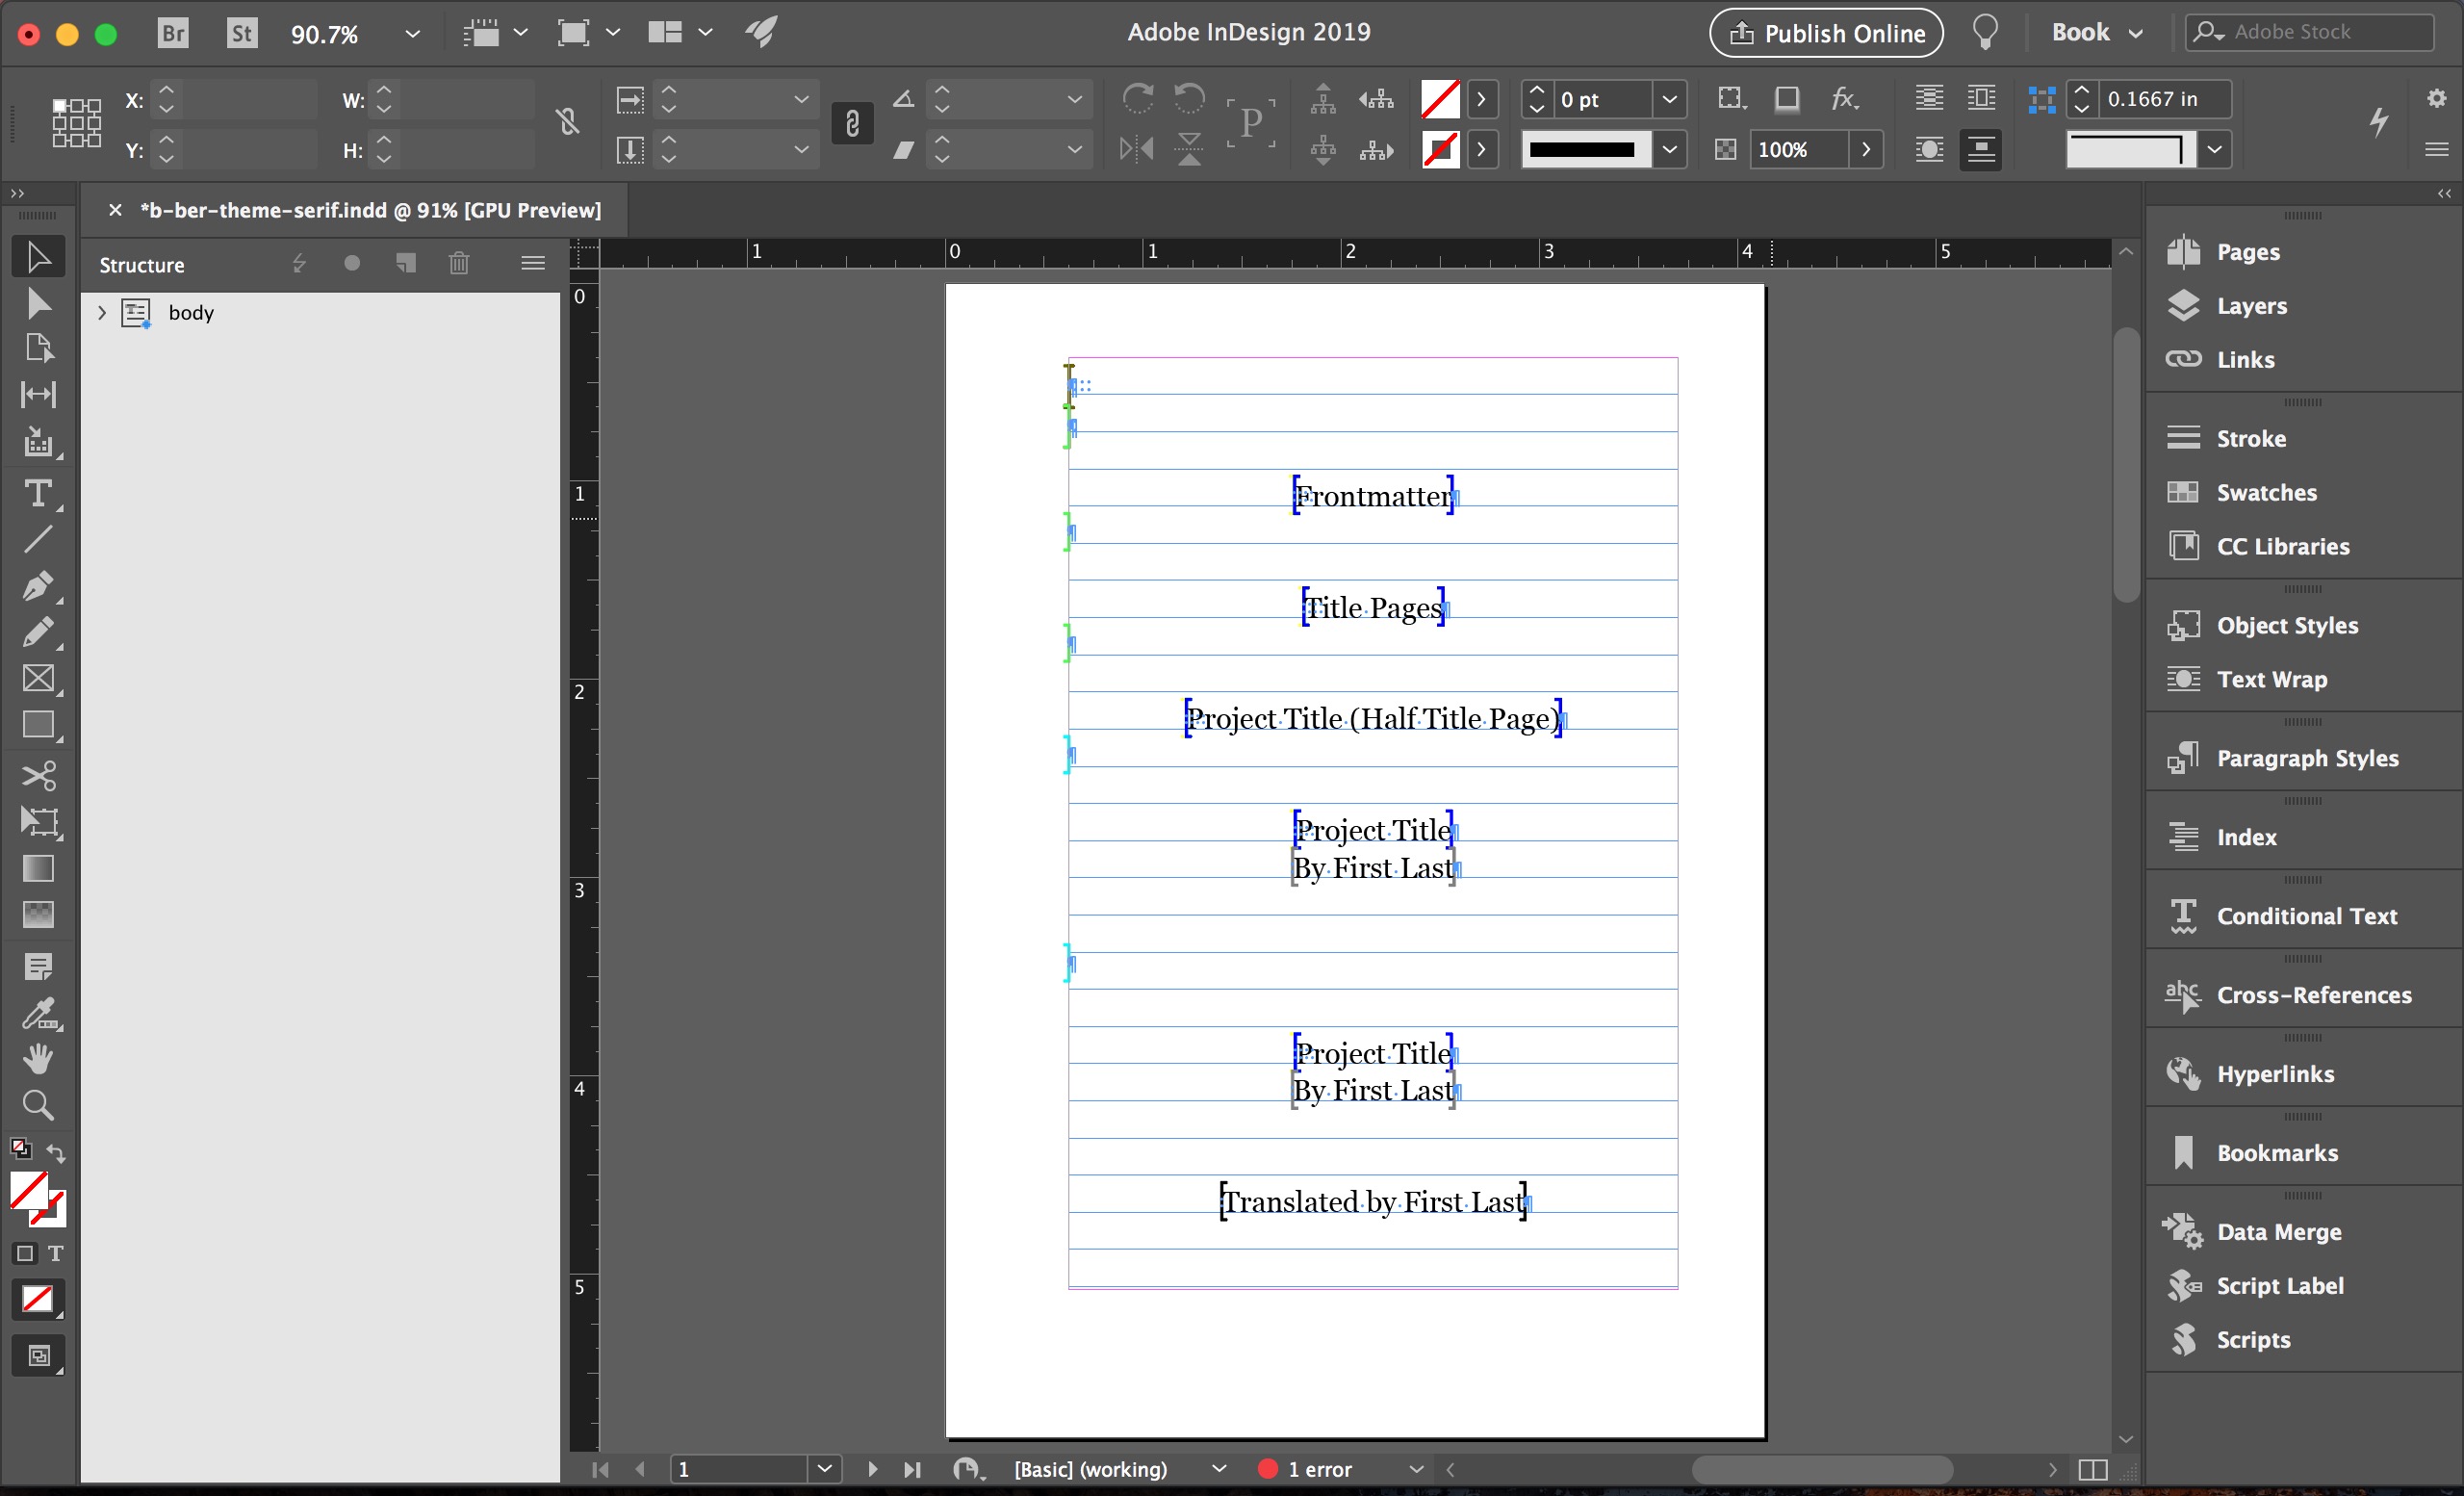 Br St 90.7% Adobe InDesign 2019 Publish Online Book Adobe Stock
X: W: 0 pt 0.1667 in
Y: H: P 100% fx
*b-ber-theme-serif.indd @ 91% [GPU Preview]
Structure
body
1 0 1 2 3 4 5
0
1
2
3
4
5
Frontmatter
Title Pages
Project Title (Half Title Page)
Project Title
By First Last
Project Title
By First Last
Translated by First Last
Pages
Layers
Links
Stroke
Swatches
CC Libraries
Object Styles
Text Wrap
Paragraph Styles
Index
Conditional Text
Cross-References
Hyperlinks
Bookmarks
Data Merge
Script Label
Scripts
1 [Basic] (working) 1 error